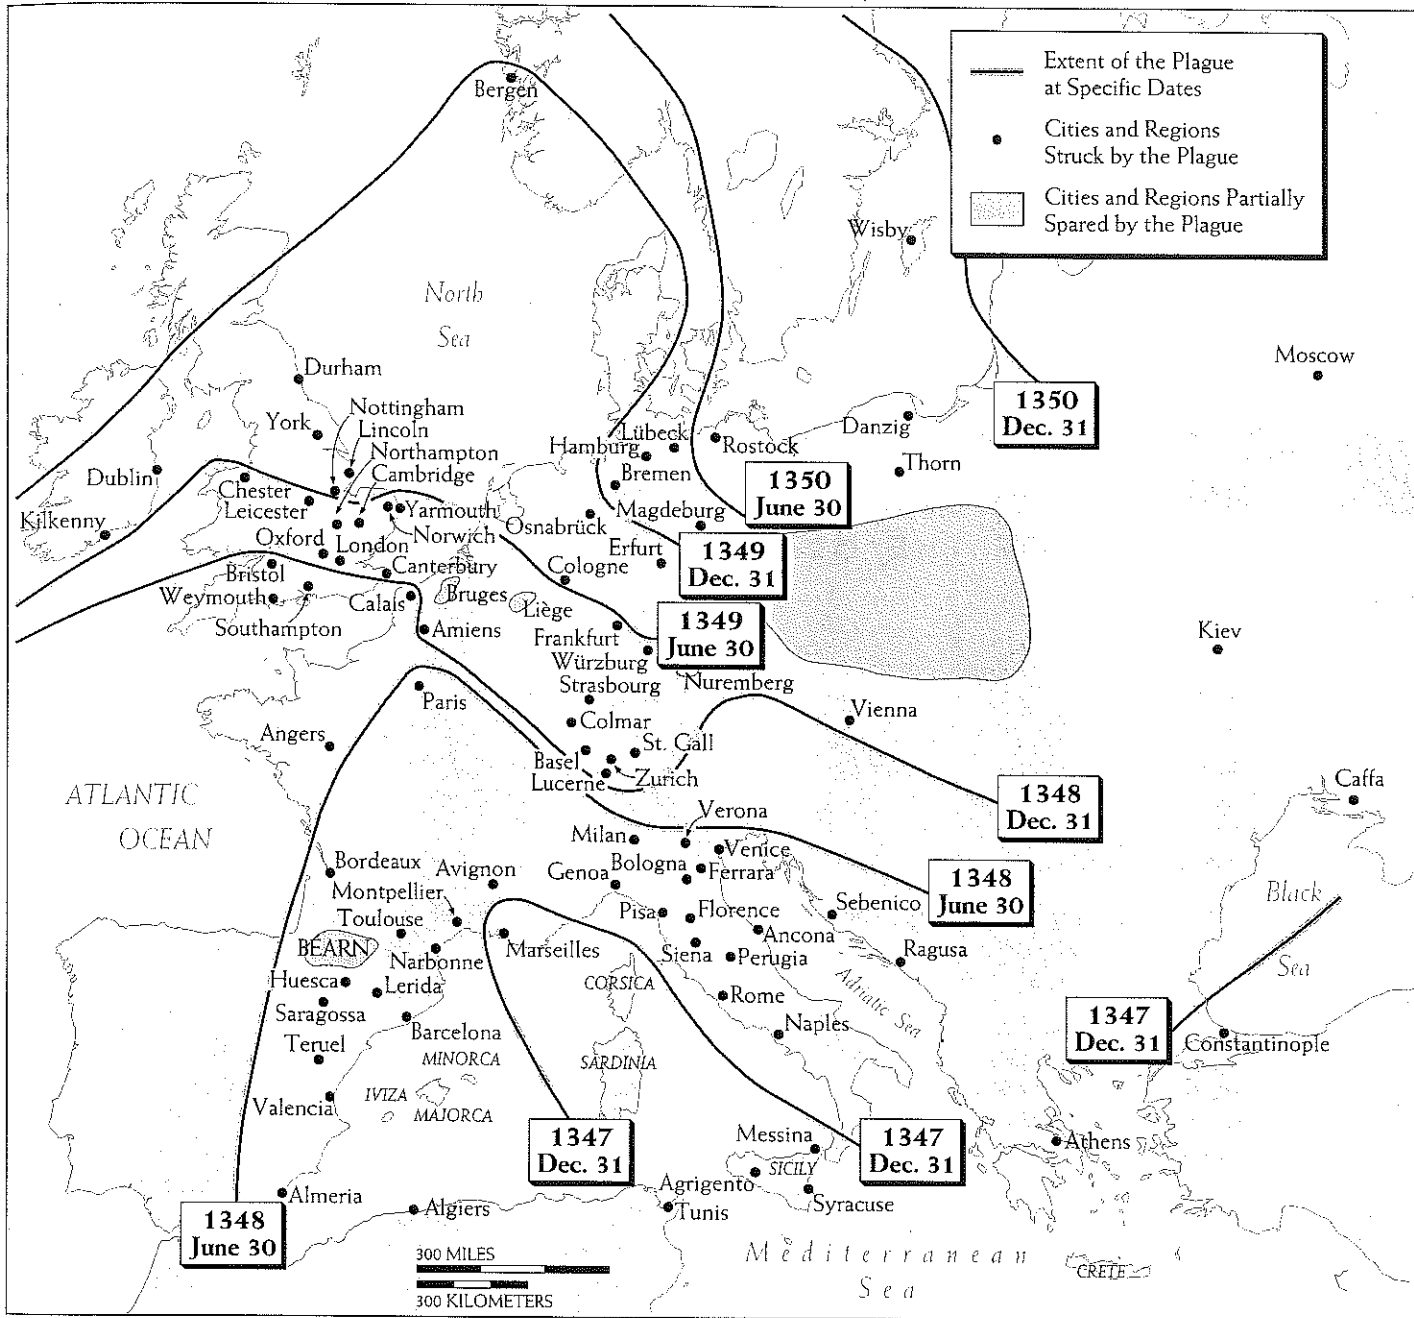 Extent of the Plague
at Specific Dates
Cities and Regions
Struck by the Plague
Cities and Regions Partially
Spared by the Plague
Bergen
Wisby
North
Sea
Moscow
Durham
Nottingham
Lincoln
York
Northampton
Cambridge
1350
Dec. 31
Danzig
Lübeck
Hamburg
Rostock
Bremen
Thorn
Dublin
Chester
Leicester
Yarmouth
1350
June 30
Magdeburg
Kilkenny
Osnabrück
Oxford
London
Norwich
Erfurt
1349
Dec. 31
Bristol
Canterbury
Cologne
Weymouth
Calais
Bruges
Liège
Southampton
Amiens
Frankfurt
1349
June 30
Kiev
Würzburg
Strasbourg
Nuremberg
Paris
Vienna
Colmar
Angers
St. Gall
Basel
Lucerne
Zurich
ATLANTIC
OCEAN
1348
Dec. 31
Caffa
Verona
Milan
Venice
Bordeaux
Avignon
Bologna
Ferrara
Genoa
Montpellier
1348
June 30
Black
Sea
Toulouse
Pisa
Florence
Sebenico
BEARN
Marseilles
Ancona
Narbonne
Siena
Perugia
Ragusa
Huesca
Lerida
CORSICA
Adriatic Sea
Saragossa
Rome
Barcelona
Naples
1347
Dec. 31
Constantinople
Teruel
MINORCA
SARDINIA
IVIZA
Valencia
MAJORCA
1347
Dec. 31
Messina
1347
Dec. 31
Athens
SICILY
Agrigento
Almeria
Algiers
Tunis
Syracuse
1348
June 30
300 MILES
300 KILOMETERS
Mediterranean
Sea
CRETE